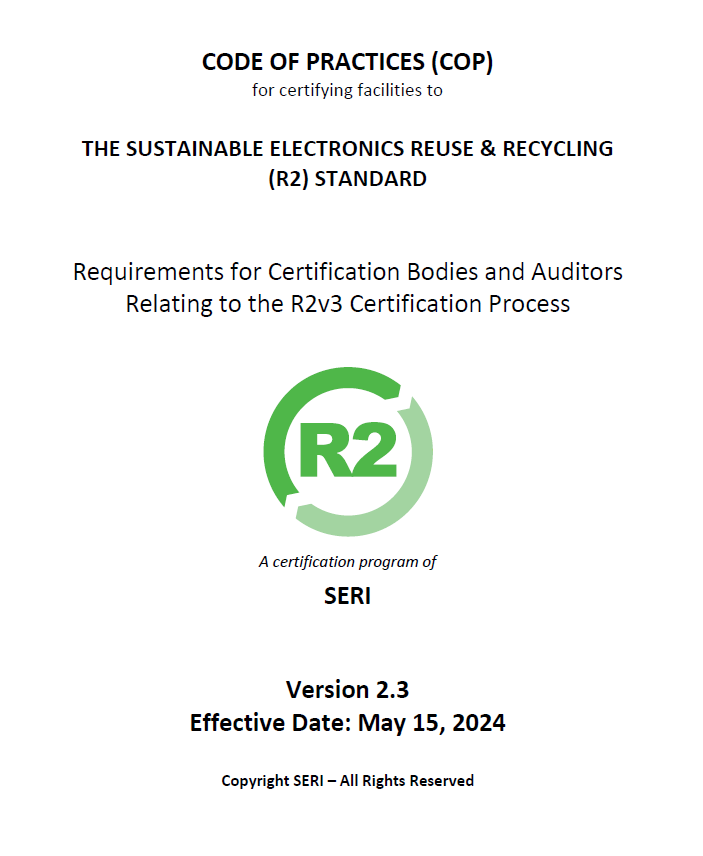 CODE OF PRACTICES (COP)
for certifying facilities to
THE SUSTAINABLE ELECTRONICS REUSE & RECYCLING
(R2) STANDARD
Requirements for Certification Bodies and Auditors
Relating to the R2v3 Certification Process
R2
A certification program of
SERI
Version 2.3
Effective Date: May 15, 2024
Copyright SERI – All Rights Reserved